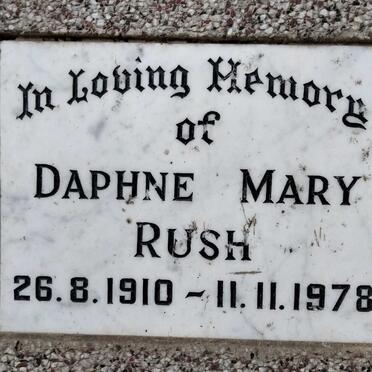 In Loving Memory
of
DAPHNE MARY
RUSH
26.8.1910 - 11.11.1978